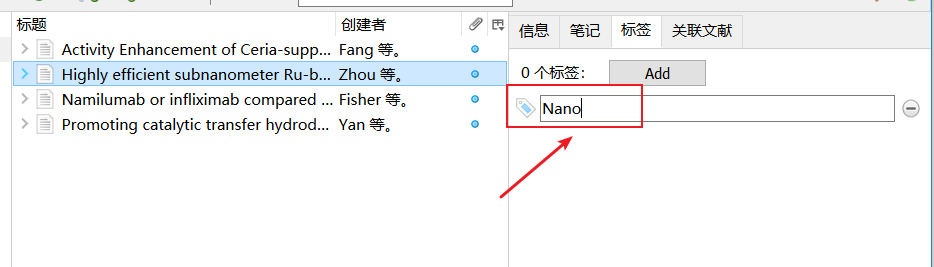 标题 创建者
Activity Enhancement of Ceria-supp... Fang 等。
Highly efficient subnanometer Ru-b... Zhou 等。
Namilumab or infliximab compared ... Fisher 等。
Promoting catalytic transfer hydrod... Yan 等。
信息 笔记 标签 关联文献
0 个标签： Add
Nano